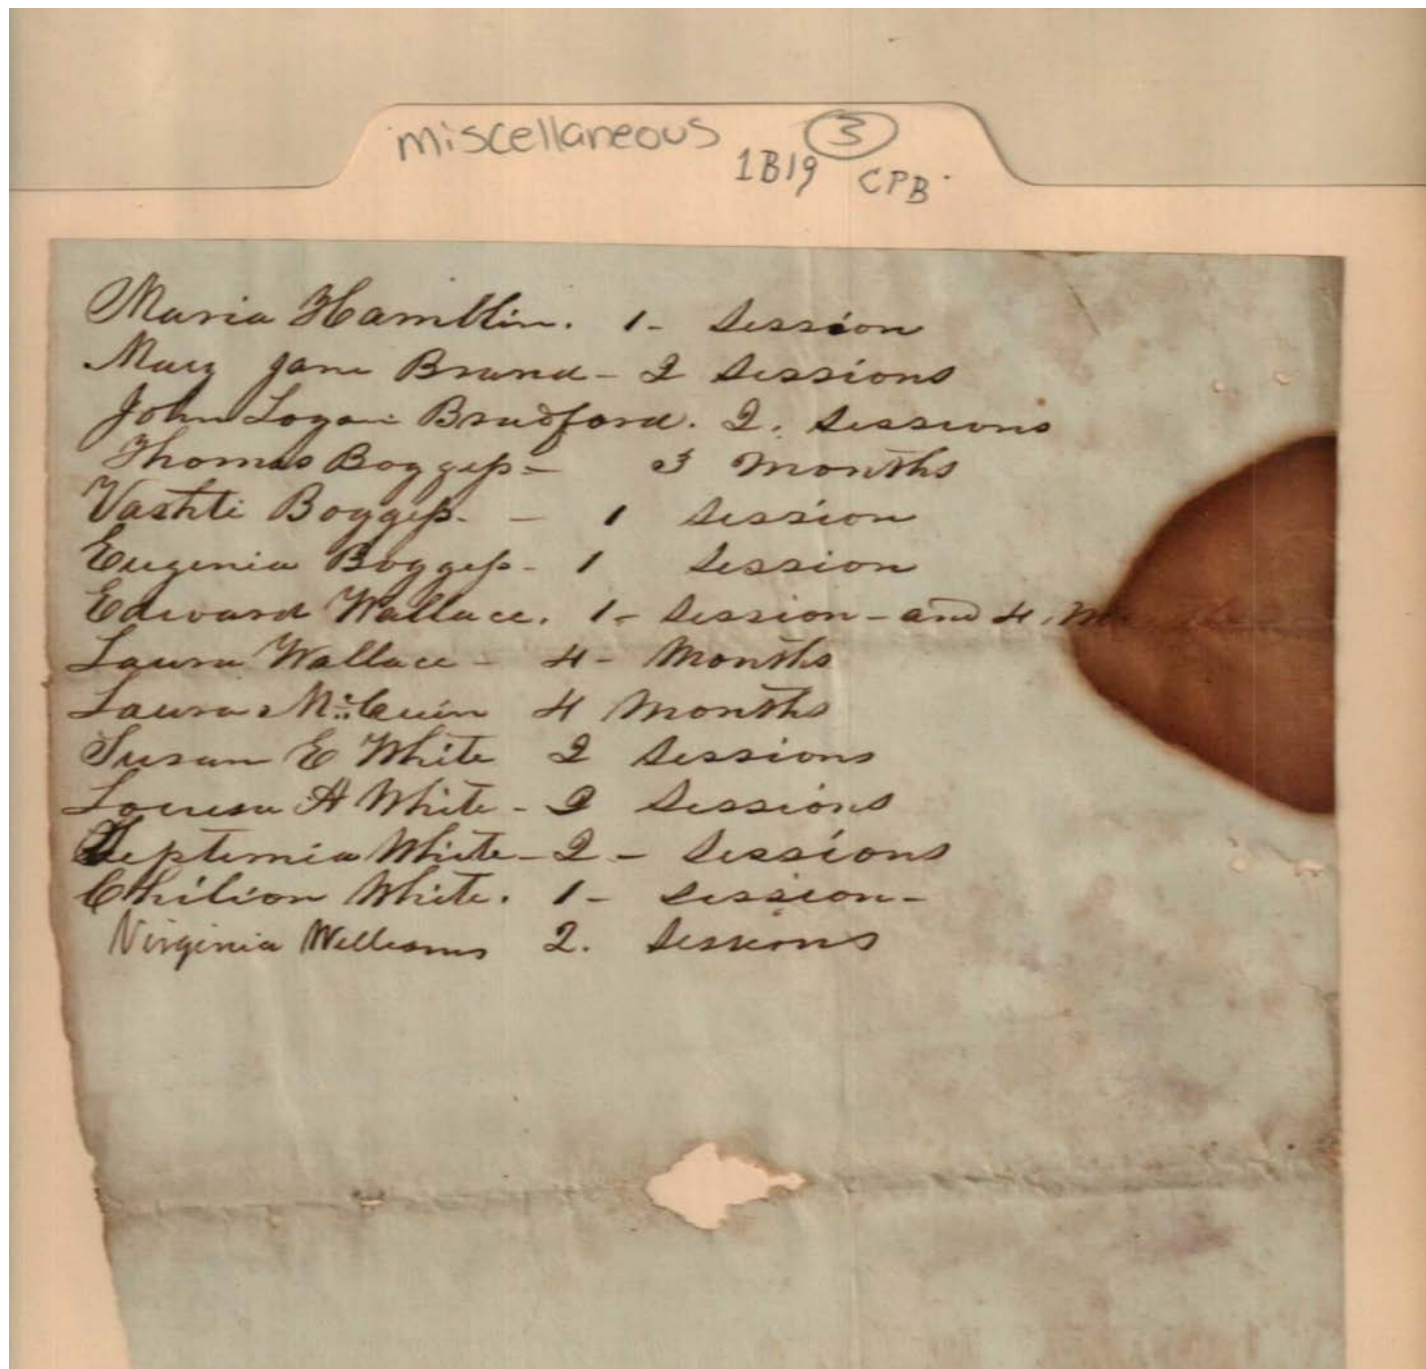 miscellaneous 3
1B19 CPB
Maria Hamblin. 1- Session
Mary Jane Brand- 2 Sessions
John Logan Bradford. 2. Sessions
Thomas Boggess- 3 Months
Vashti Boggess- - 1 Session
Eugenia Boggess- 1 Session
Edward Wallace. 1- Session - and 4 Months
Laura Wallace - 4- Months
Laura 4 Months
Susan E White 2 Sessions
Louisa A White- 2 Sessions
Septimia White- 2 - Sessions
Chilion White. 1- Session-
Virginia Williams 2. Sessions